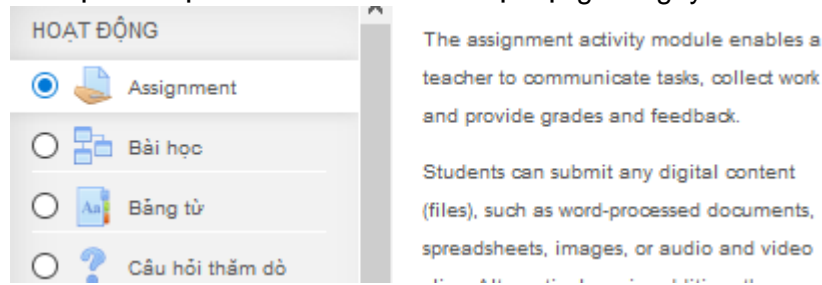 HOẠT ĐỘNG
Assignment
Bài học
Bảng từ
Aa
Câu hỏi thăm dò
The assignment activity module enables a
teacher to communicate tasks, collect work
and provide grades and feedback.
Students can submit any digital content
(files), such as word-processed documents,
spreadsheets, images, or audio and video